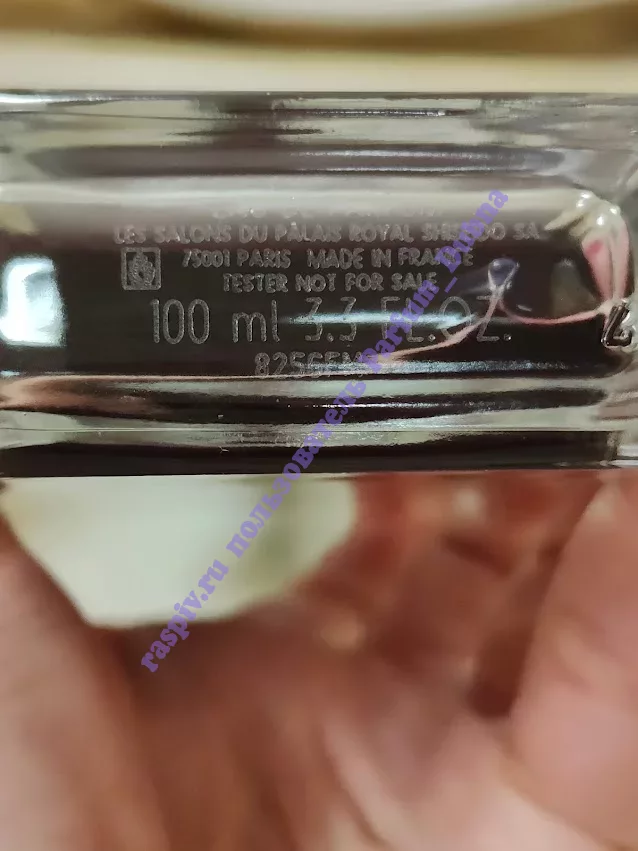 LES SALONS DU PALAIS ROYAL SHISEIDO SA.
75001 PARIS MADE IN FRANCE
TESTER NOT FOR SALE
100 ml 3.3 FL.OZ.
raspiv.ru пользователь